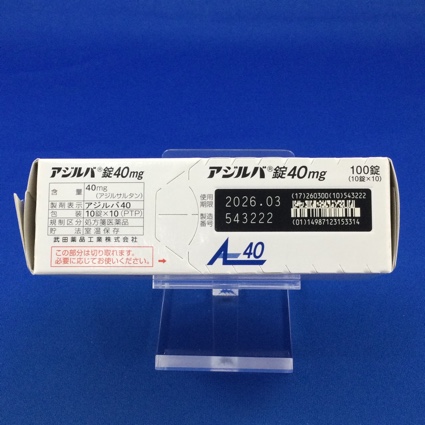 アジルバ®錠40mg
含 量 40mg (アジルサルタン)
製剤表示 アジルバ40
包 装 10錠×10(PTP)
規制区分 処方箋医薬品
貯 法 室温保存
武田薬品工業株式会社
この部分は切り取れます。
必要に応じてお使いください。
アジルバ®錠40mg
100錠
(10錠×10)
使用期限 2026.03
製造番号 543222
(17)260300(10)543222
(01)14987123153314
A 40